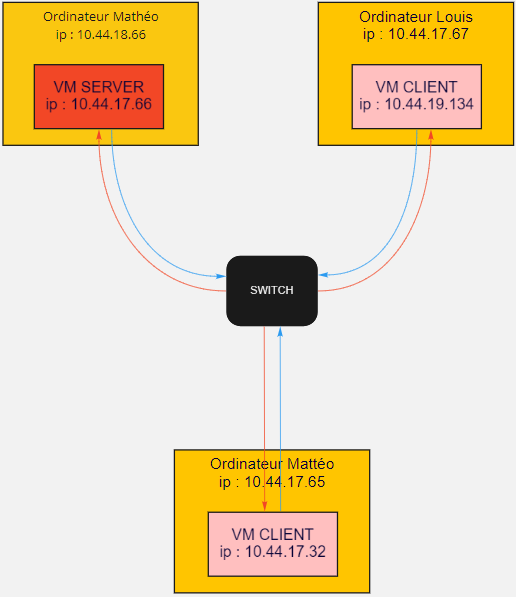 Ordinateur Mathéo
ip : 10.44.18.66
VM SERVER
ip : 10.44.17.66
Ordinateur Louis
ip : 10.44.17.67
VM CLIENT
ip : 10.44.19.134
SWITCH
Ordinateur Mattéo
ip : 10.44.17.65
VM CLIENT
ip : 10.44.17.32